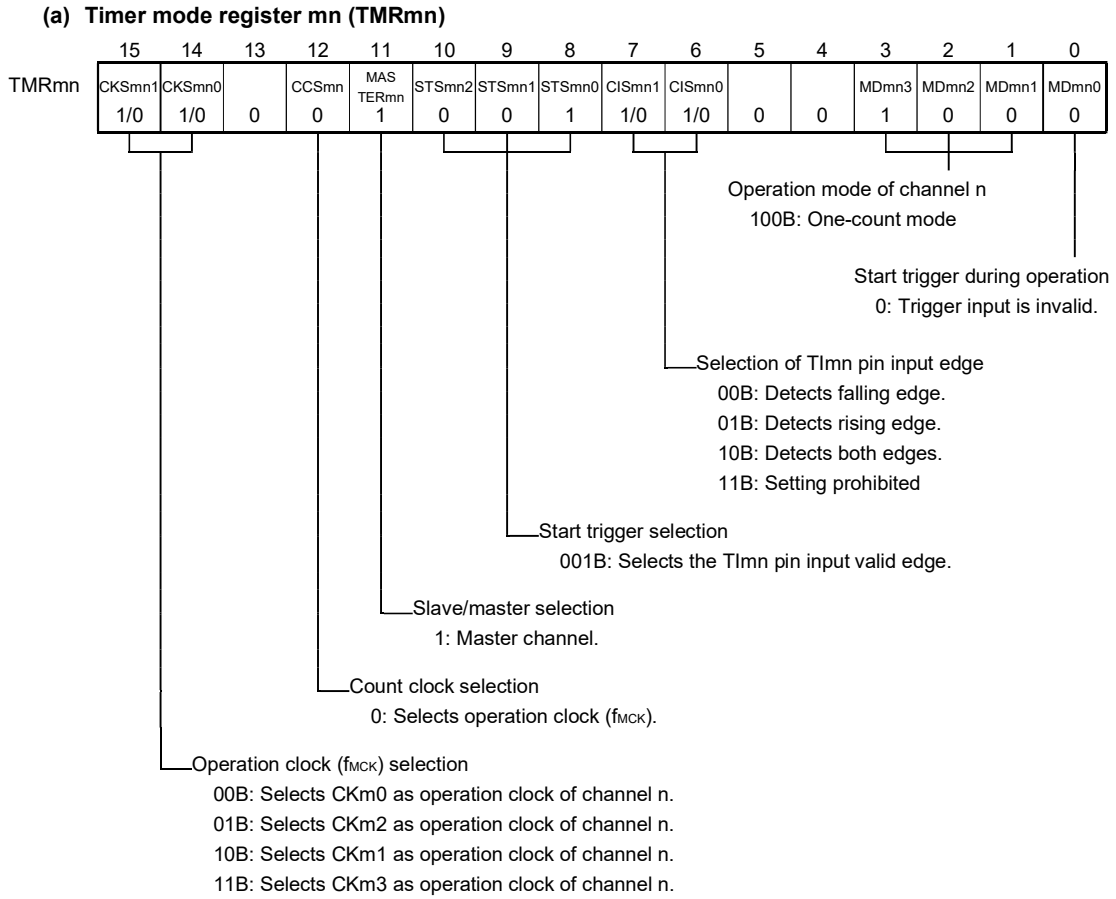 (a) Timer mode register mn (TMRmn)
15 14 13 12 11 10 9 8 7 6 5 4 3 2 1 0
TMRmn CKSmn1 CKSmn0 CCSmn MAS TERmn STSmn2 STSmn1 STSmn0 CISmn1 CISmn0 MDmn3 MDmn2 MDmn1 MDmn0
1/0 1/0 0 0 1 0 0 1 1/0 1/0 0 0 1 0 0 0
Operation mode of channel n
100B: One-count mode
Start trigger during operation
0: Trigger input is invalid.
Selection of TImn pin input edge
00B: Detects falling edge.
01B: Detects rising edge.
10B: Detects both edges.
11B: Setting prohibited
Start trigger selection
001B: Selects the TImn pin input valid edge.
Slave/master selection
1: Master channel.
Count clock selection
0: Selects operation clock (fMCK).
Operation clock (fMCK) selection
00B: Selects CKm0 as operation clock of channel n.
01B: Selects CKm2 as operation clock of channel n.
10B: Selects CKm1 as operation clock of channel n.
11B: Selects CKm3 as operation clock of channel n.